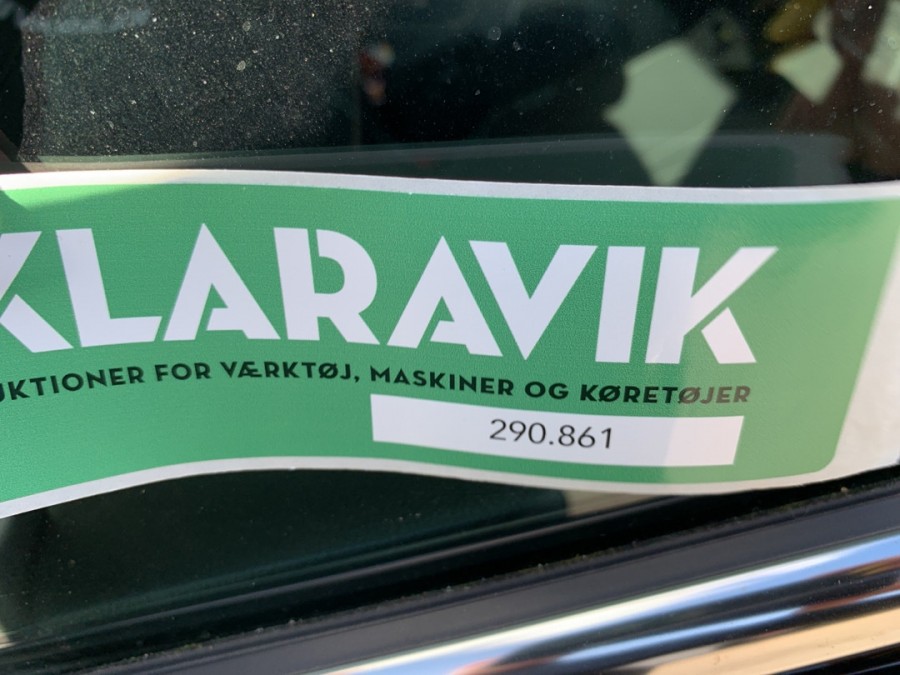 KLARAVIK
UKTIONER FOR VÆRKTØJ, MASKINER OG KØRETØJER
290.861